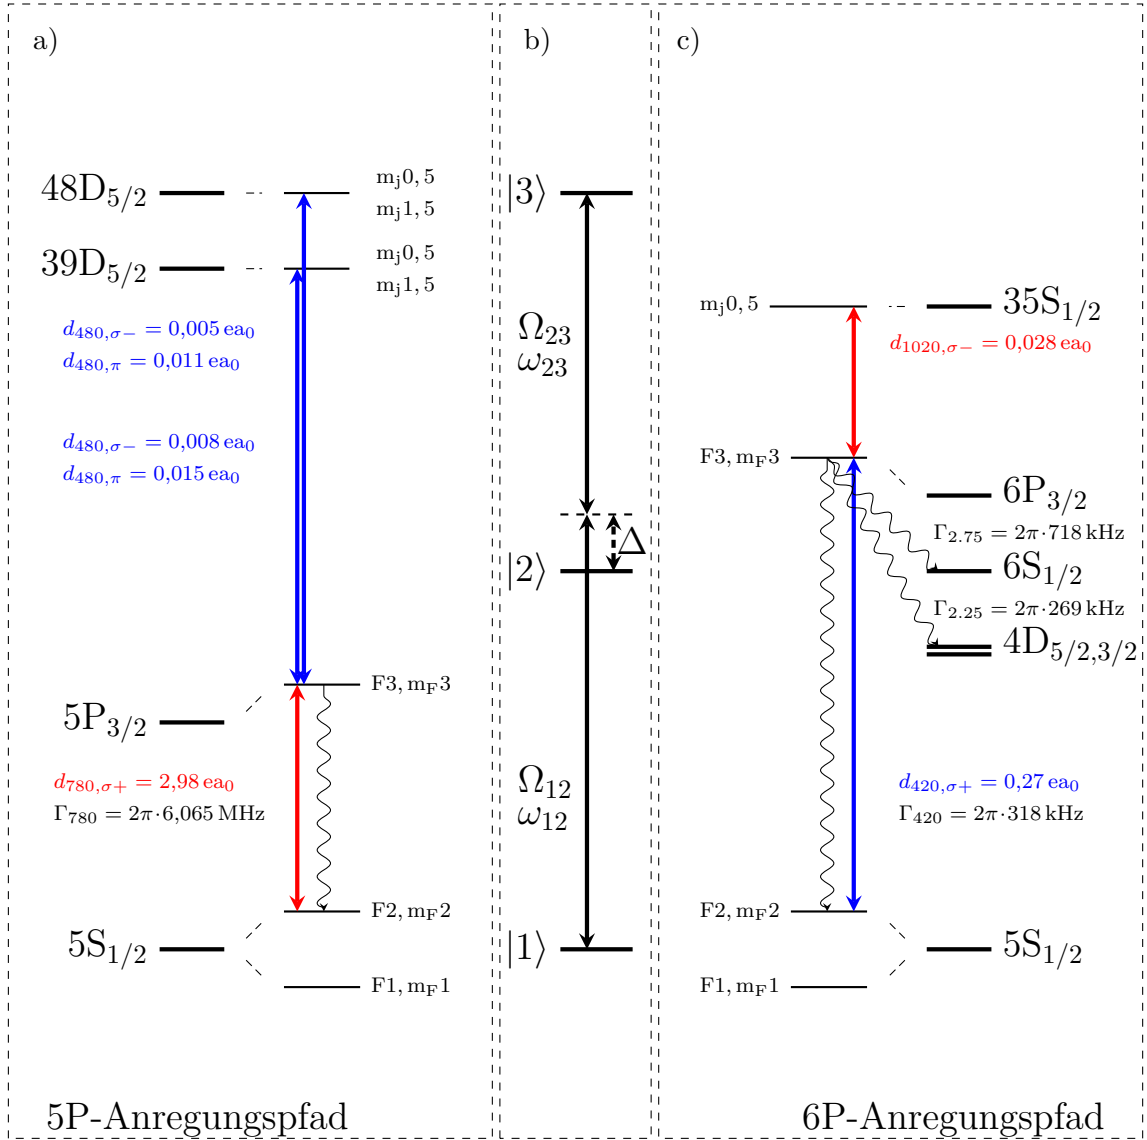 a)
48D5/2
mj0, 5
mj1, 5
39D5/2
mj0, 5
mj1, 5
d480,σ− = 0,005 ea0
d480,π = 0,011 ea0
d480,σ− = 0,008 ea0
d480,π = 0,015 ea0
5P3/2
F3, mF3
d780,σ+ = 2,98 ea0
Γ780 = 2π·6,065 MHz
F2, mF2
5S1/2
F1, mF1
5P-Anregungspfad
b)
|3⟩
Ω23
ω23
Δ
|2⟩
Ω12
ω12
|1⟩
c)
mj0, 5
35S1/2
d1020,σ− = 0,028 ea0
F3, mF3
6P3/2
Γ2.75 = 2π·718 kHz
6S1/2
Γ2.25 = 2π·269 kHz
4D5/2,3/2
d420,σ+ = 0,27 ea0
Γ420 = 2π·318 kHz
F2, mF2
5S1/2
F1, mF1
6P-Anregungspfad